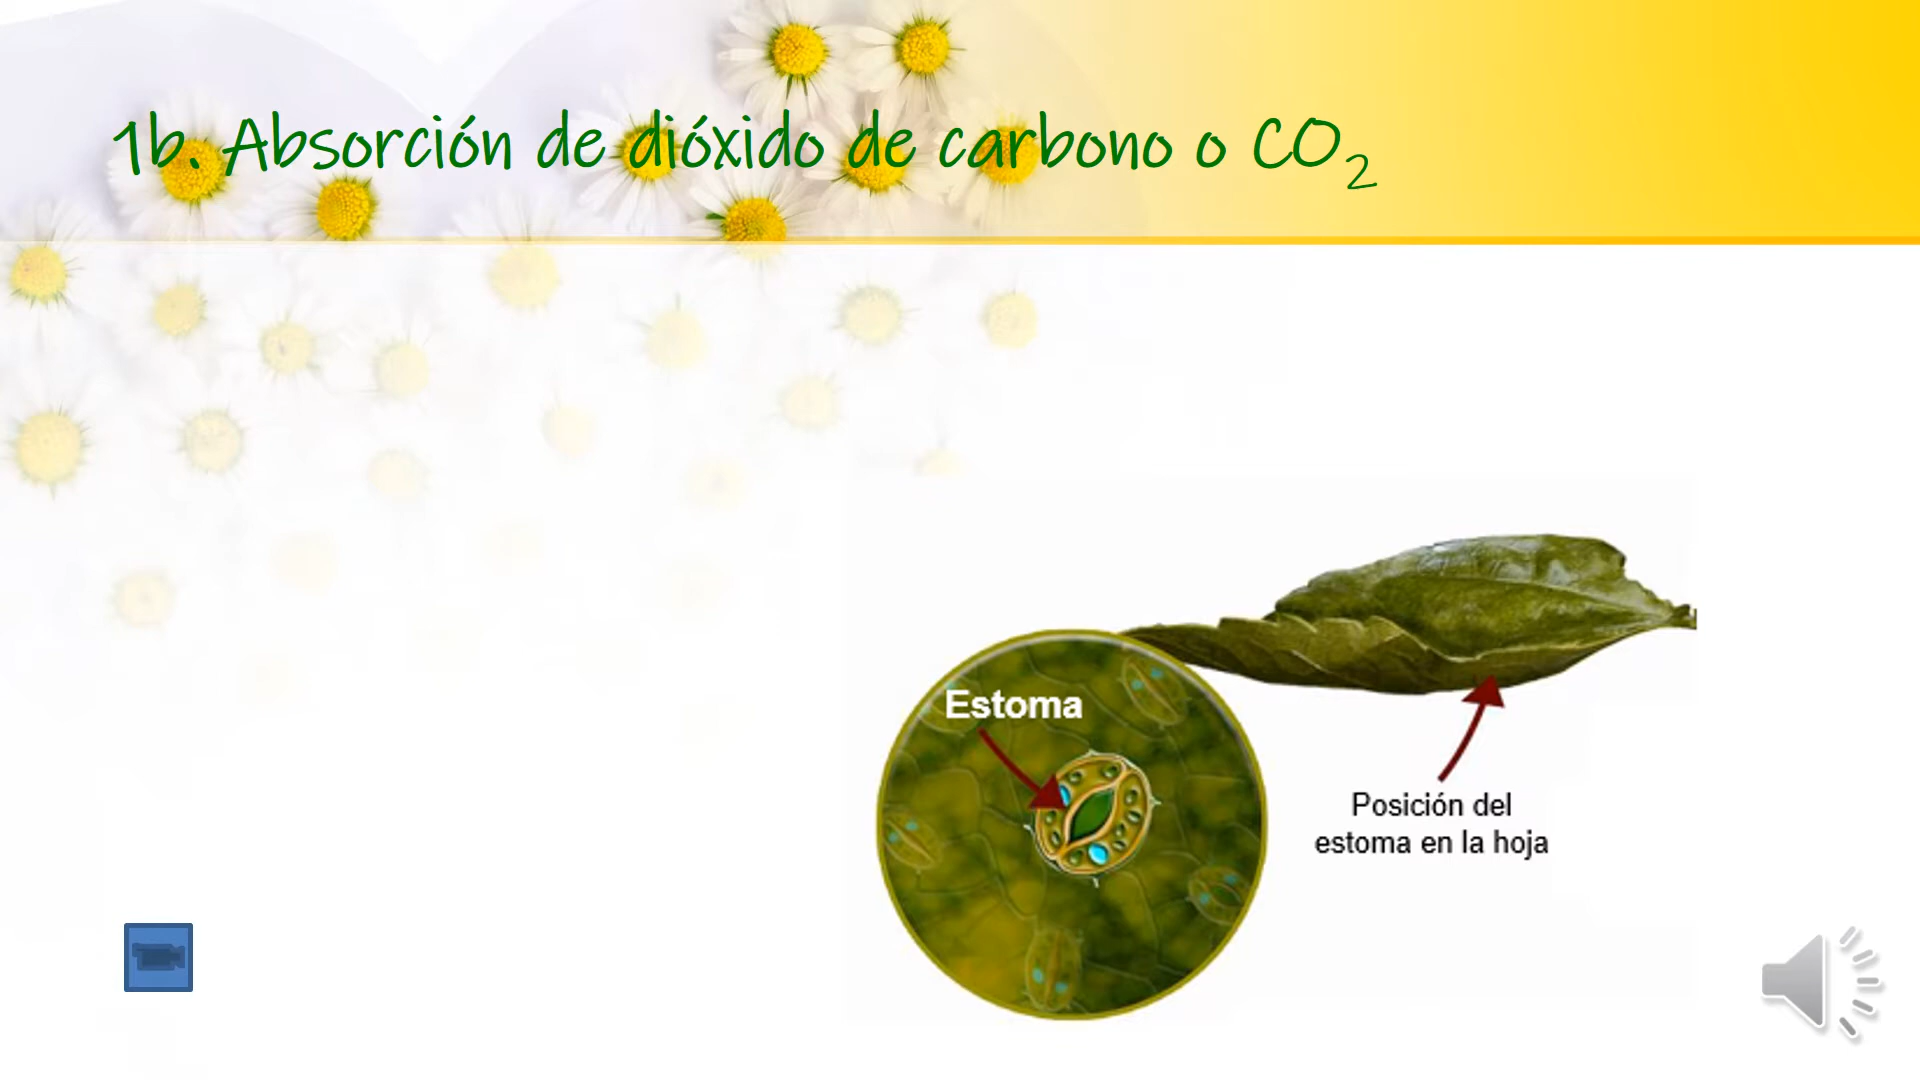 1b. Absorción de dióxido de carbono o CO₂
Estoma
Posición del
estoma en la hoja